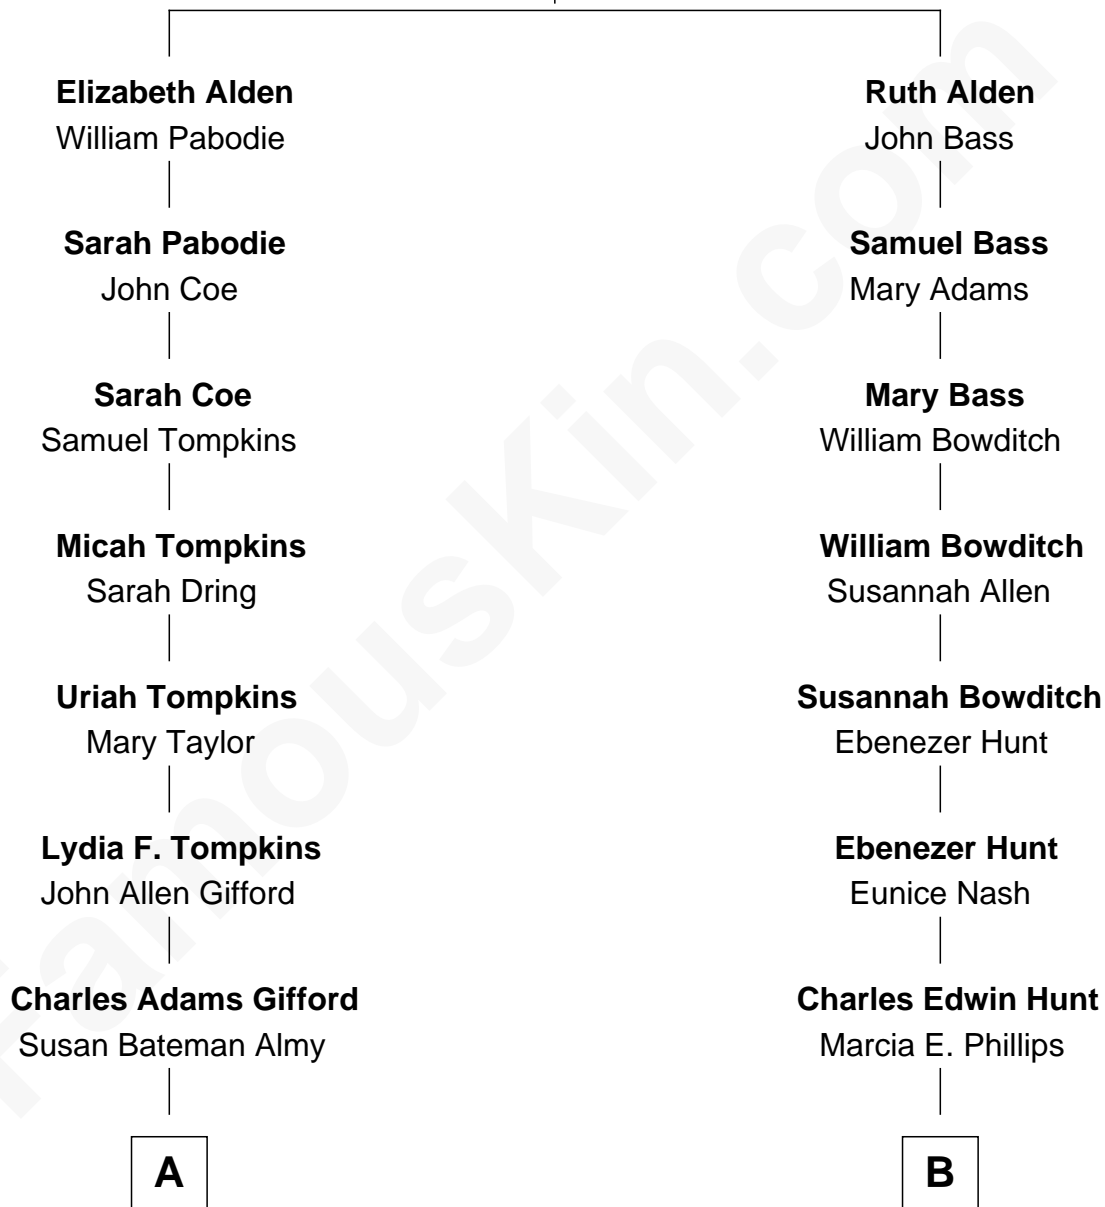 Elizabeth Alden
William Pabodie
Sarah Pabodie
John Coe
Sarah Coe
Samuel Tompkins
Micah Tompkins
Sarah Dring
Uriah Tompkins
Mary Taylor
Lydia F. Tompkins
John Allen Gifford
Charles Adams Gifford
Susan Bateman Almy
A
Ruth Alden
John Bass
Samuel Bass
Mary Adams
Mary Bass
William Bowditch
William Bowditch
Susannah Allen
Susannah Bowditch
Ebenezer Hunt
Ebenezer Hunt
Eunice Nash
Charles Edwin Hunt
Marcia E. Phillips
B
FamousKin.com